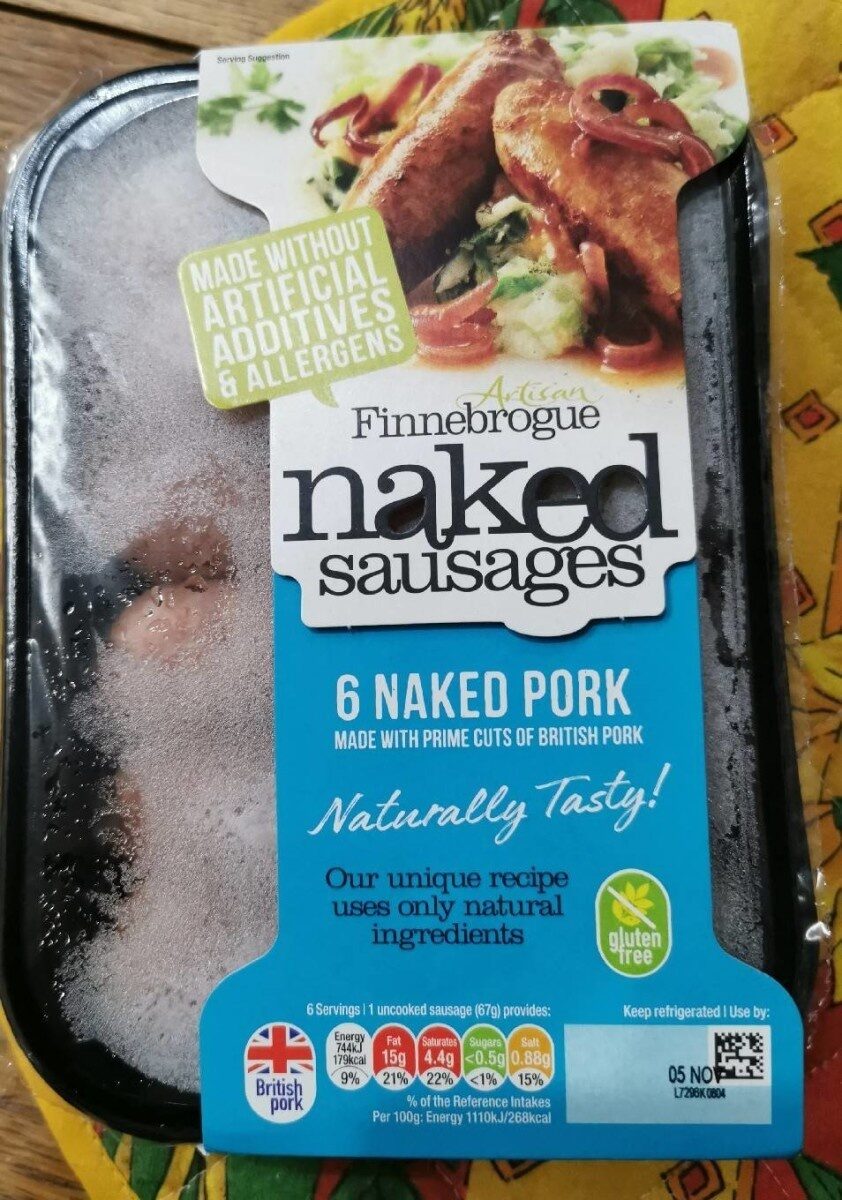 Serving Suggestion
MADE WITHOUT
ARTIFICIAL
ADDITIVES
& ALLERGENS
Artisan
Finnebrogue
naked
sausages
6 NAKED PORK
MADE WITH PRIME CUTS OF BRITISH PORK
Naturally Tasty!
Our unique recipe
uses only natural
ingredients
gluten
free
6 Servings | 1 uncooked sausage (67g) provides:
Energy
744kJ
179kcal
9%
Fat
15g
21%
Saturates
4.4g
22%
Sugars
<0.5g
<1%
Salt
0.88g
15%
% of the Reference Intakes
Per 100g: Energy 1110kJ/268kcal
British
pork
Keep refrigerated | Use by:
05 NOV
L7298K0804